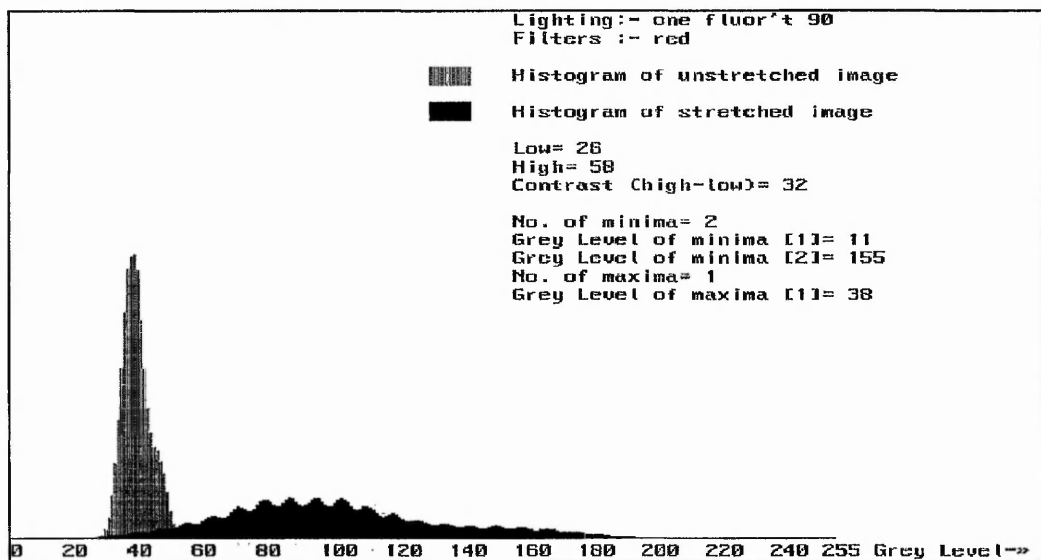 Lighting:- one fluor't 90
Filters :- red
Histogram of unstretched image
Histogram of stretched image
Low= 26
High= 58
Contrast (high-low)= 32
No. of minima= 2
Grey Level of minima [1]= 11
Grey Level of minima [2]= 155
No. of maxima= 1
Grey Level of maxima [1]= 38
0 20 40 60 80 100 120 140 160 180 200 220 240 255 Grey Level->>